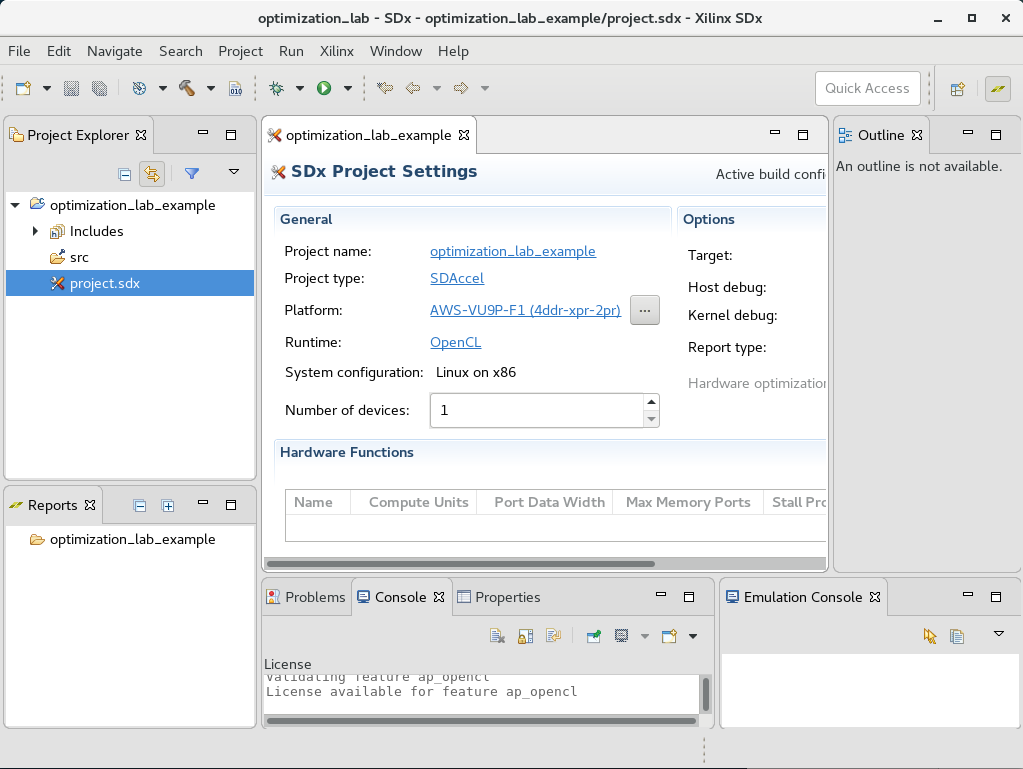 optimization_lab - SDx - optimization_lab_example/project.sdx - Xilinx SDx
File Edit Navigate Search Project Run Xilinx Window Help
010
Quick Access
Project Explorer
optimization_lab_example
Includes
src
project.sdx
Reports
optimization_lab_example
optimization_lab_example
SDx Project Settings
Active build confi
General
Project name: optimization_lab_example
Project type: SDAccel
Platform: AWS-VU9P-F1 (4ddr-xpr-2pr) ...
Runtime: OpenCL
System configuration: Linux on x86
Number of devices: 1
Options
Target:
Host debug:
Kernel debug:
Report type:
Hardware optimization
Hardware Functions
Name Compute Units Port Data Width Max Memory Ports Stall Pro
Outline
An outline is not available.
Problems Console Properties
License
Validating feature ap_opencl
License available for feature ap_opencl
Emulation Console